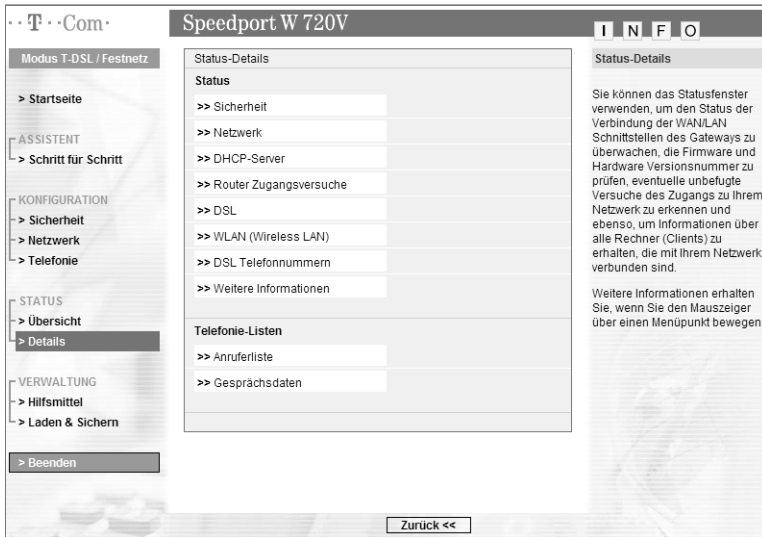 ··T··Com·
Speedport W 720V
INFO
Modus T-DSL / Festnetz
> Startseite
ASSISTENT
> Schritt für Schritt
KONFIGURATION
> Sicherheit
> Netzwerk
> Telefonie
STATUS
> Übersicht
> Details
VERWALTUNG
> Hilfsmittel
> Laden & Sichern
> Beenden
Status-Details
Status
>> Sicherheit
>> Netzwerk
>> DHCP-Server
>> Router Zugangsversuche
>> DSL
>> WLAN (Wireless LAN)
>> DSL Telefonnummern
>> Weitere Informationen
Telefonie-Listen
>> Anruferliste
>> Gesprächsdaten
Zurück <<
Status-Details
Sie können das Statusfenster
verwenden, um den Status der
Verbindung der WAN/LAN
Schnittstellen des Gateways zu
überwachen, die Firmware und
Hardware Versionsnummer zu
prüfen, eventuelle unbefugte
Versuche des Zugangs zu Ihrem
Netzwerk zu erkennen und
ebenso, um Informationen über
alle Rechner (Clients) zu
erhalten, die mit Ihrem Netzwerk
verbunden sind.
Weitere Informationen erhalten
Sie, wenn Sie den Mauszeiger
über einen Menüpunkt bewegen